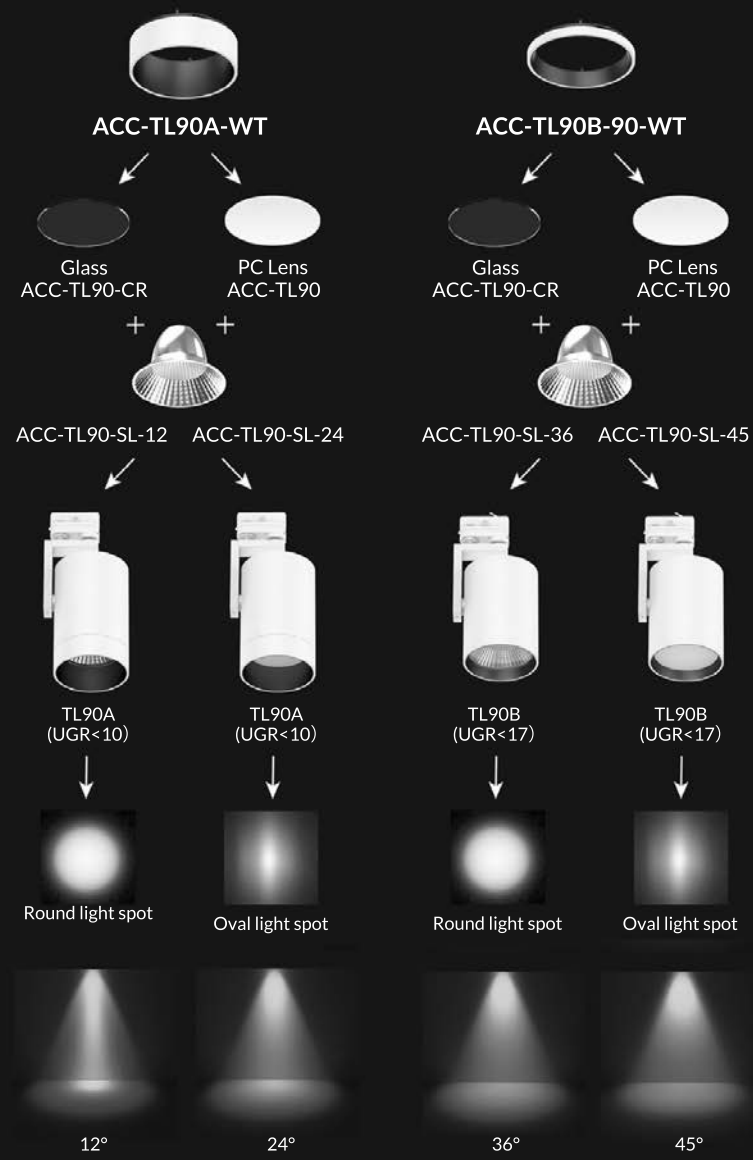 ACC-TL90A-WT
ACC-TL90B-90-WT
Glass
ACC-TL90-CR
PC Lens
ACC-TL90
Glass
ACC-TL90-CR
PC Lens
ACC-TL90
+ +
+ +
ACC-TL90-SL-12 ACC-TL90-SL-24
ACC-TL90-SL-36 ACC-TL90-SL-45
TL90A
(UGR<10)
TL90A
(UGR<10)
TL90B
(UGR<17)
TL90B
(UGR<17)
Round light spot
Oval light spot
Round light spot
Oval light spot
12°
24°
36°
45°